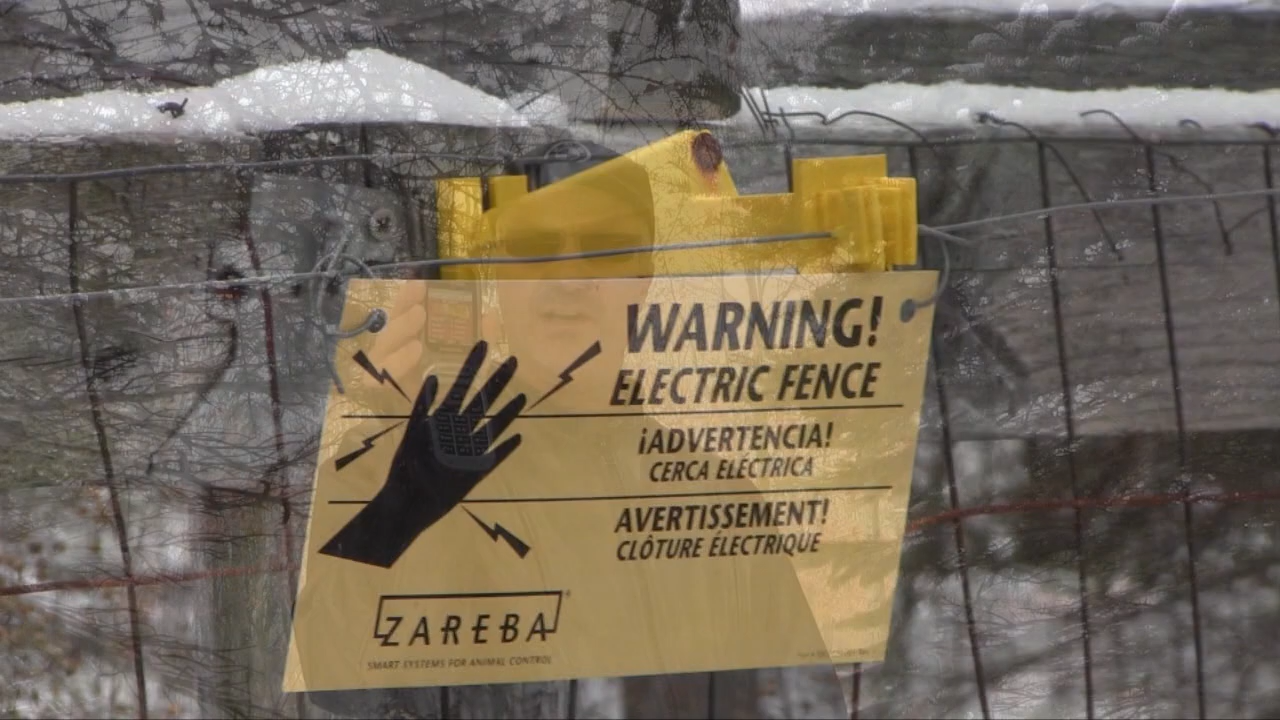 WARNING!
ELECTRIC FENCE
¡ADVERTENCIA!
CERCA ELÉCTRICA
AVERTISSEMENT!
CLÔTURE ÉLECTRIQUE
ZAREBA
SMART SYSTEMS FOR ANIMAL CONTROL